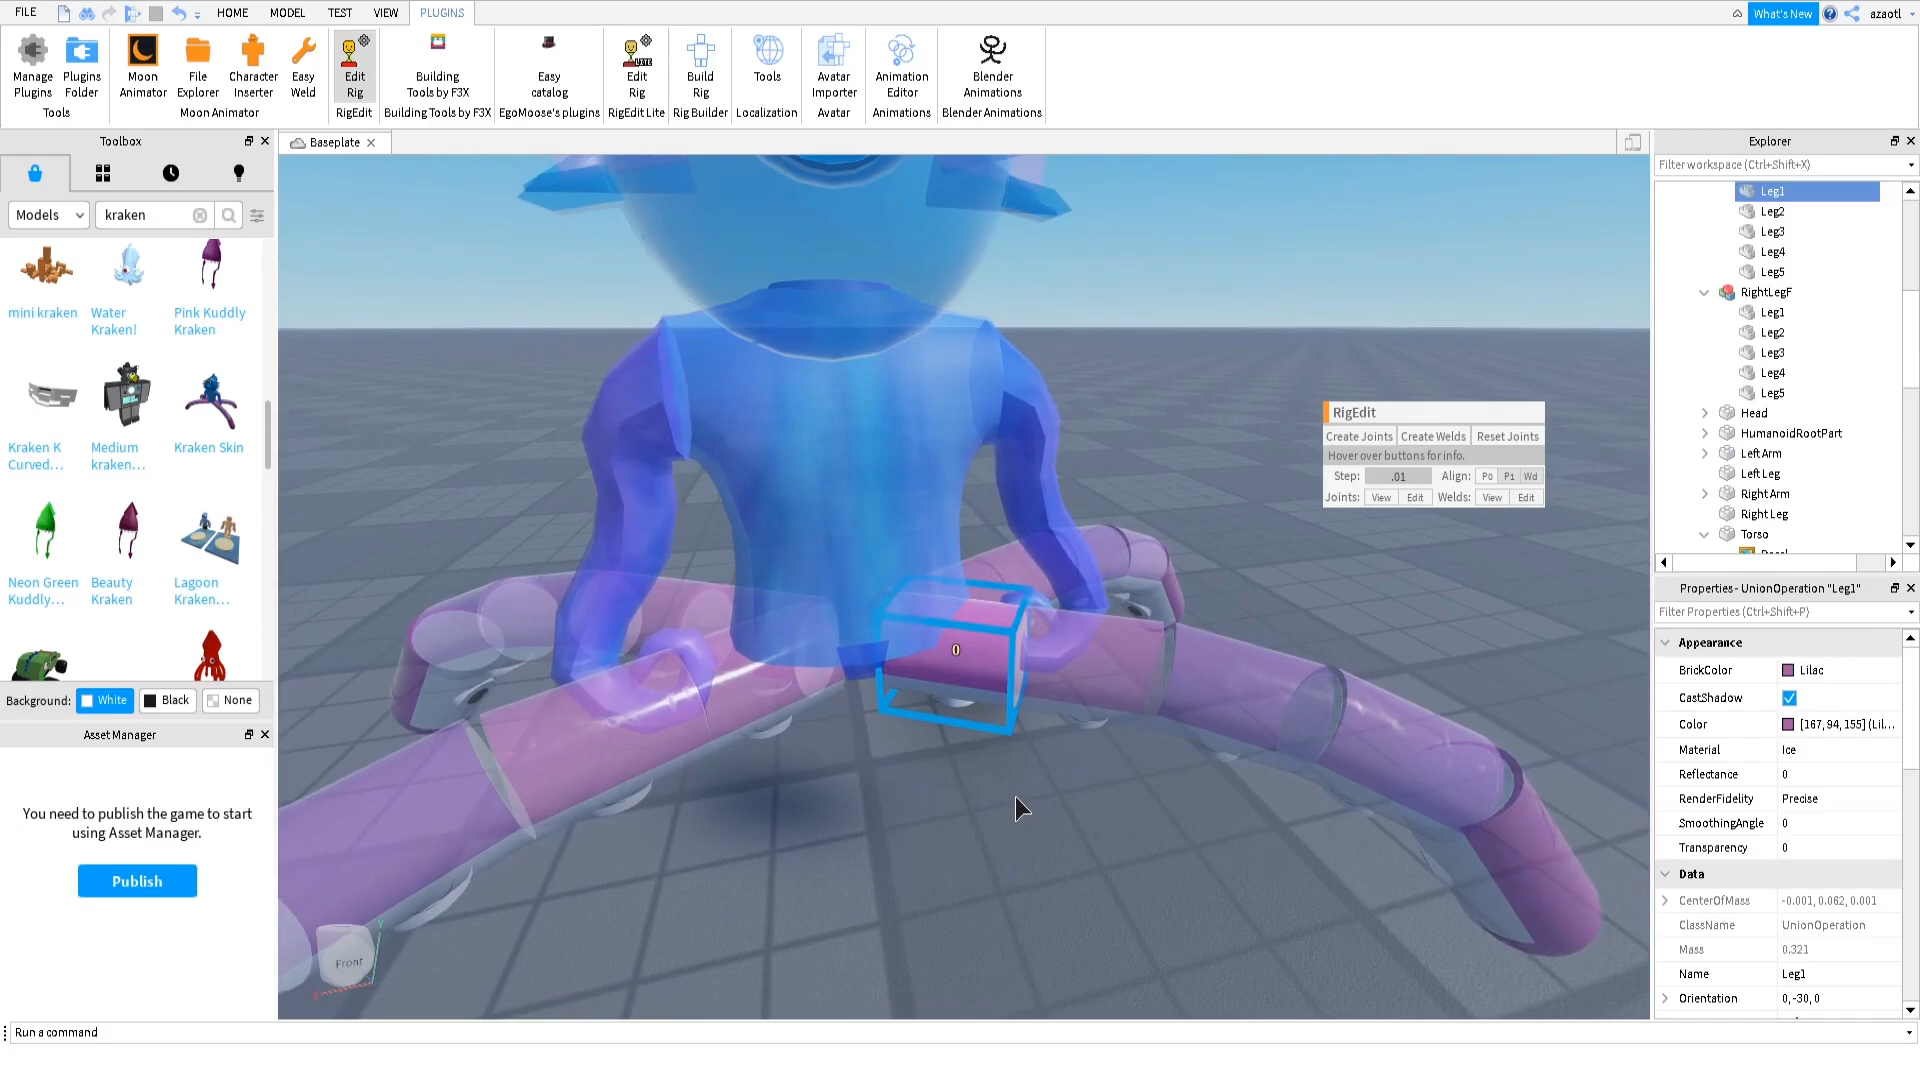 FILE
HOME
MODEL
TEST
VIEW
PLUGINS
What's New
azaotl
Manage
Plugins
Plugins
Folder
Tools
Moon
Animator
File
Explorer
Character
Inserter
Easy
Weld
Moon Animator
Edit
Rig
RigEdit
Building
Tools by F3X
Building Tools by F3X
Easy
catalog
EgoMoose's plugins
LITE
Edit
Rig
RigEdit Lite
Build
Rig
Rig Builder
Tools
Localization
Avatar
Importer
Avatar
Animation
Editor
Animations
Blender
Animations
Blender Animations
Toolbox
Models
kraken
mini kraken
Water
Kraken!
Pink Kuddly
Kraken
Kraken K
Curved...
Medium
kraken...
Kraken Skin
Neon Green
Kuddly...
Beauty
Kraken
Lagoon
Kraken...
Background:
White
Black
None
Asset Manager
You need to publish the game to start
using Asset Manager.
Publish
Baseplate
0
Front
Y
RigEdit
Create Joints
Create Welds
Reset Joints
Hover over buttons for info.
Step:
.01
Align:
P0
P1
Wd
Joints:
View
Edit
Welds:
View
Edit
Explorer
Filter workspace (Ctrl+Shift+X)
Leg1
Leg2
Leg3
Leg4
Leg5
RightLegF
Leg1
Leg2
Leg3
Leg4
Leg5
Head
HumanoidRootPart
Left Arm
Left Leg
Right Arm
Right Leg
Torso
Properties - UnionOperation "Leg1"
Filter Properties (Ctrl+Shift+P)
Appearance
BrickColor
Lilac
CastShadow
Color
[167, 94, 155] (Lil...
Material
Ice
Reflectance
0
RenderFidelity
Precise
SmoothingAngle
0
Transparency
0
Data
CenterOfMass
-0.001, 0.062, 0.001
ClassName
UnionOperation
Mass
0.321
Name
Leg1
Orientation
0, -30, 0
Run a command